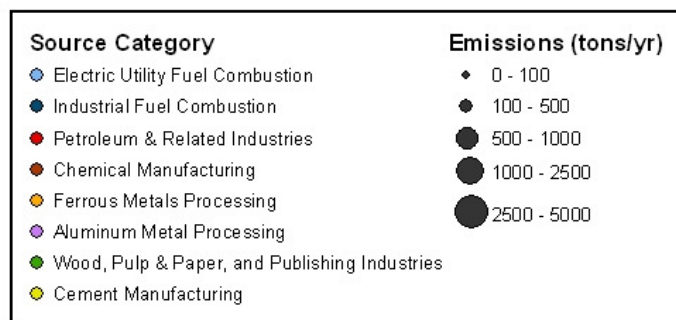 Source Category
Electric Utility Fuel Combustion
Industrial Fuel Combustion
Petroleum & Related Industries
Chemical Manufacturing
Ferrous Metals Processing
Aluminum Metal Processing
Wood, Pulp & Paper, and Publishing Industries
Cement Manufacturing
Emissions (tons/yr)
0 - 100
100 - 500
500 - 1000
1000 - 2500
2500 - 5000